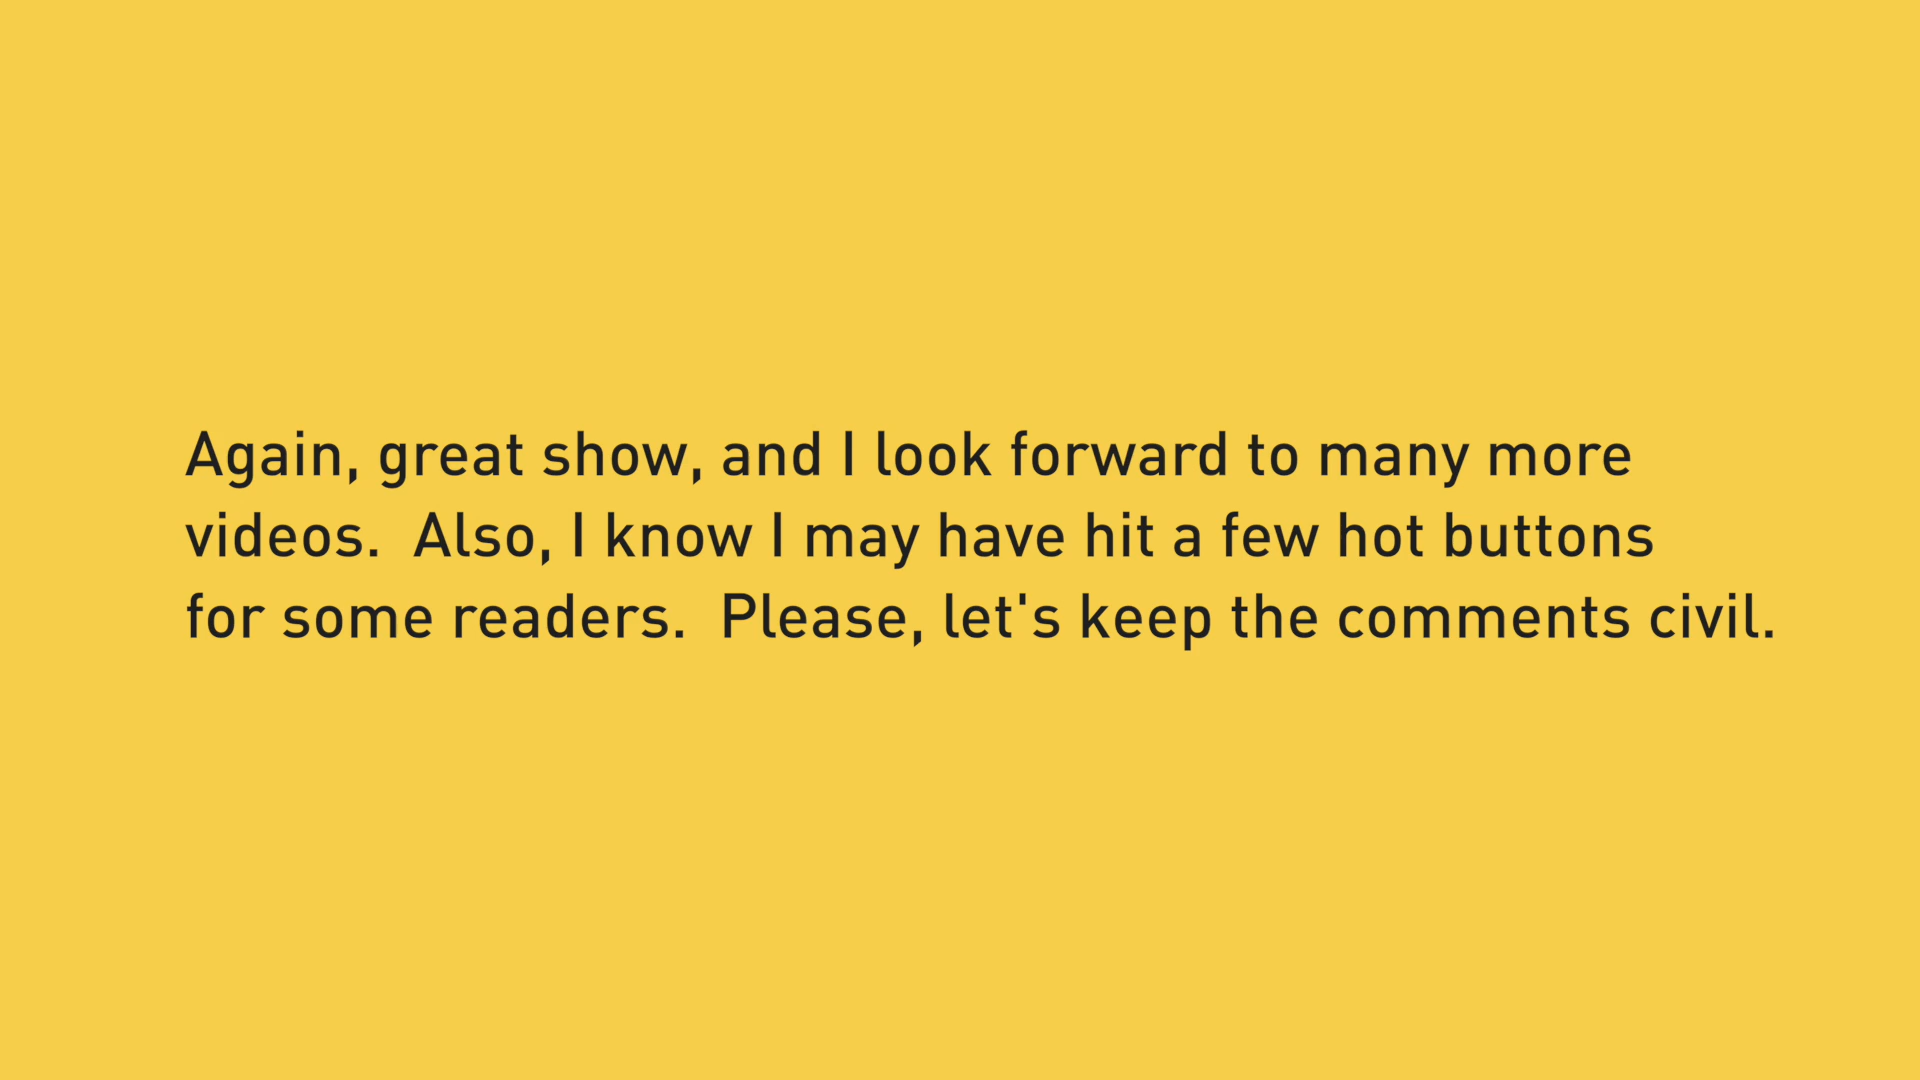 Again, great show, and I look forward to many more
videos.  Also, I know I may have hit a few hot buttons
for some readers.  Please, let's keep the comments civil.